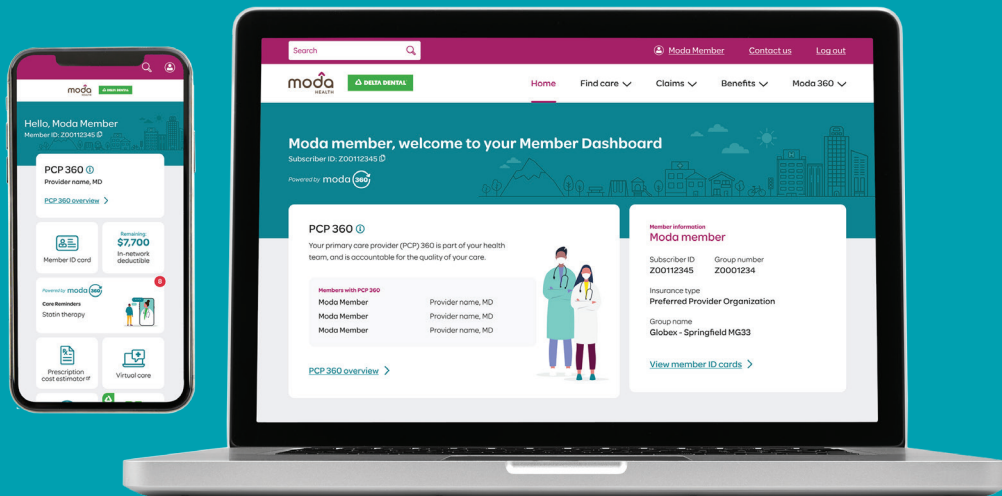 moda
HEALTH
DELTA DENTAL
Hello, Moda Member
Member ID: Z00112345
PCP 360
Provider name, MD
PCP 360 overview
Member ID card
Remaining:
$7,700
In-network
deductible
Powered by moda 360
8
Care Reminders
Statin therapy
Prescription
cost estimator
Virtual care
Search
Moda Member
Contact us
Log out
moda
HEALTH
DELTA DENTAL
Home
Find care
Claims
Benefits
Moda 360
Moda member, welcome to your Member Dashboard
Subscriber ID: Z00112345
Powered by moda 360
PCP 360
Your primary care provider (PCP) 360 is part of your health
team, and is accountable for the quality of your care.
Members with PCP 360
Moda Member Provider name, MD
Moda Member Provider name, MD
Moda Member Provider name, MD
PCP 360 overview
Member information
Moda member
Subscriber ID Group number
Z00112345 Z0001234
Insurance type
Preferred Provider Organization
Group name
Globex - Springfield MG33
View member ID cards